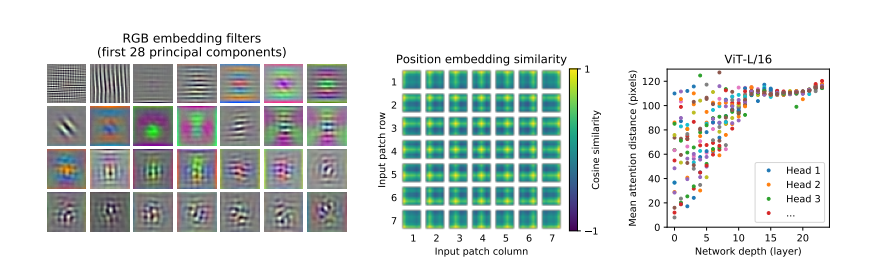 RGB embedding filters
(first 28 principal components)
Position embedding similarity
1
2
3
4
5
6
7
Input patch row
1 2 3 4 5 6 7
Input patch column
1
−1
Cosine similarity
ViT-L/16
120
100
80
60
40
20
0
Mean attention distance (pixels)
Head 1
Head 2
Head 3
...
0 5 10 15 20
Network depth (layer)